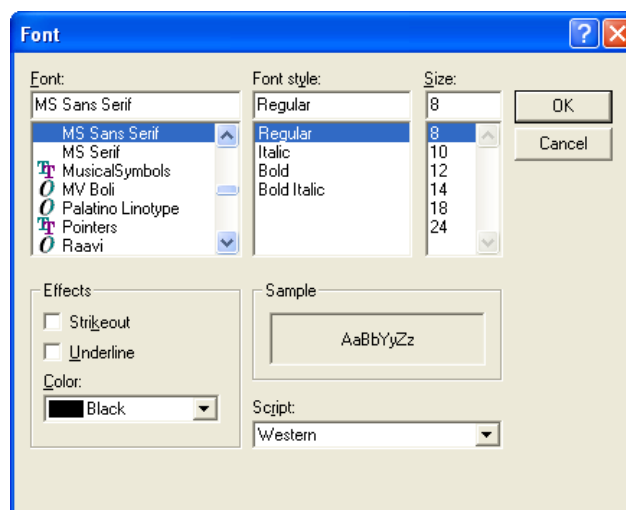 Font
Font:
MS Sans Serif
MS Sans Serif
MS Serif
MusicalSymbols
MV Boli
Palatino Linotype
Pointers
Raavi
Font style:
Regular
Regular
Italic
Bold
Bold Italic
Size:
8
8
10
12
14
18
24
OK
Cancel
Effects
Strikeout
Underline
Color:
Black
Sample
AaBbYyZz
Script:
Western